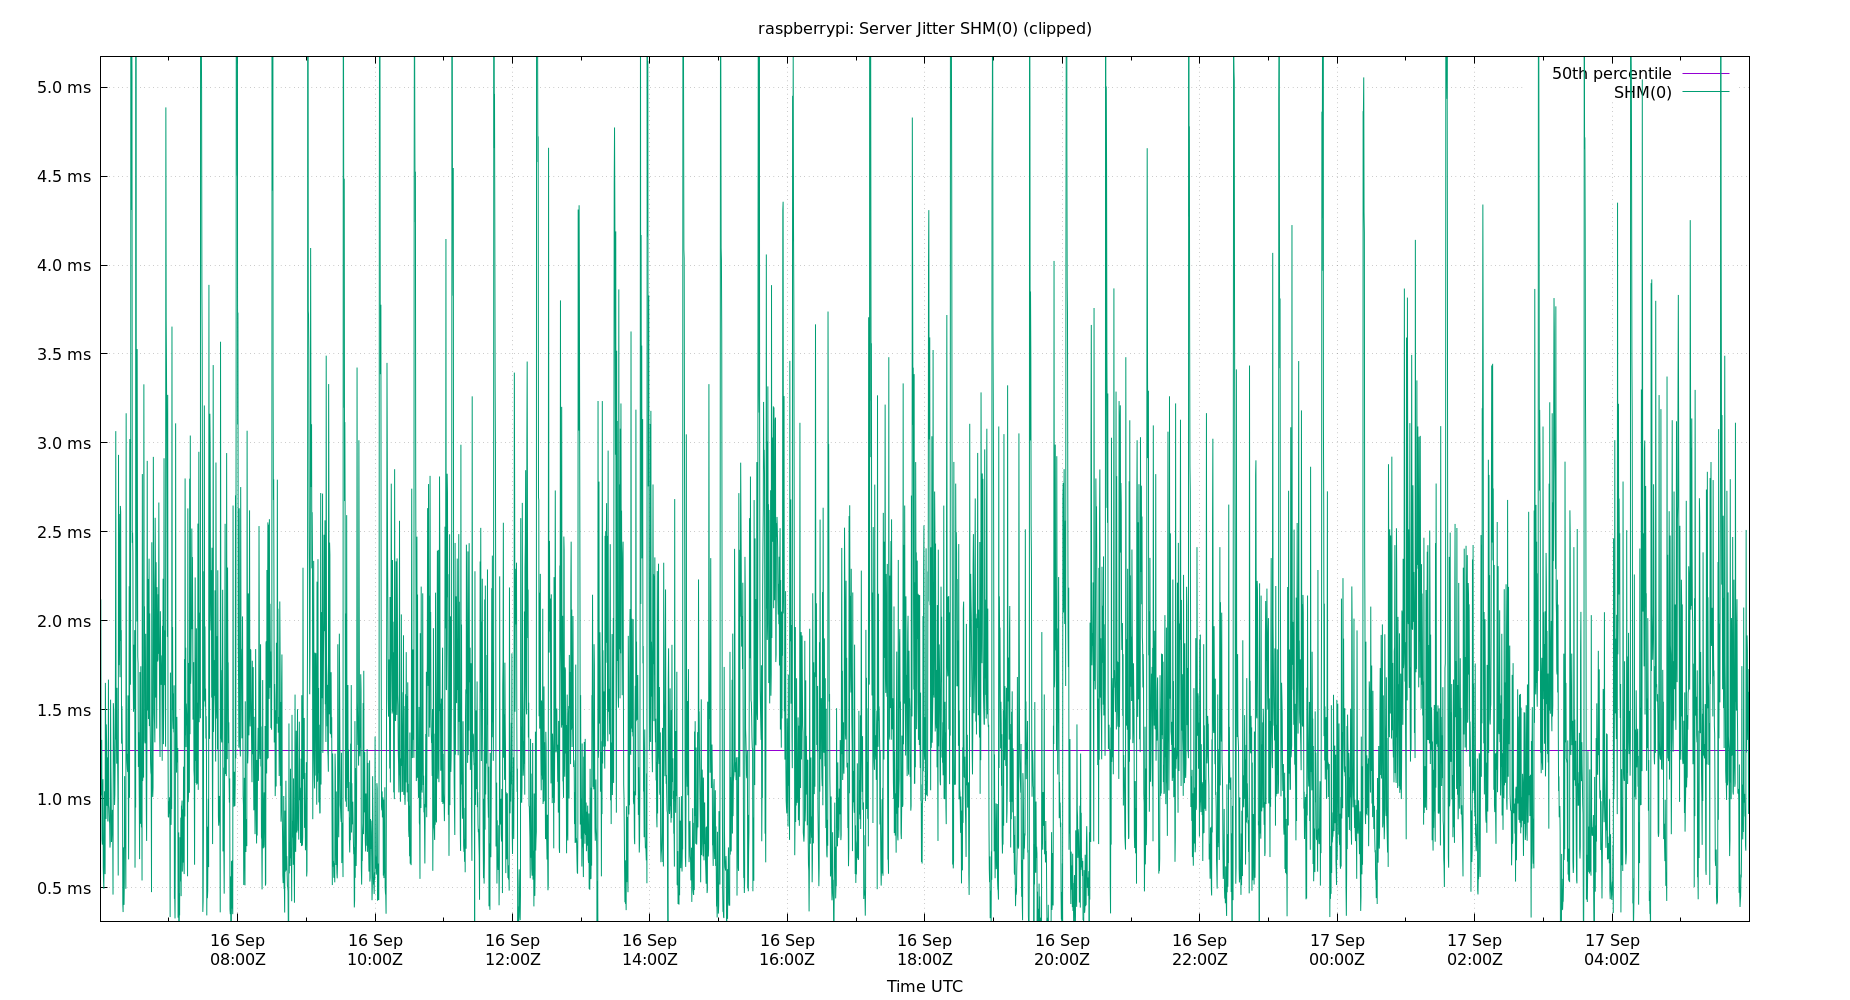 raspberrypi: Server Jitter SHM(0) (clipped)
50th percentile
SHM(0)
5.0 ms
4.5 ms
4.0 ms
3.5 ms
3.0 ms
2.5 ms
2.0 ms
1.5 ms
1.0 ms
0.5 ms
16 Sep 16 Sep 16 Sep 16 Sep 16 Sep 16 Sep 16 Sep 16 Sep 17 Sep 17 Sep 17 Sep
08:00Z 10:00Z 12:00Z 14:00Z 16:00Z 18:00Z 20:00Z 22:00Z 00:00Z 02:00Z 04:00Z
Time UTC